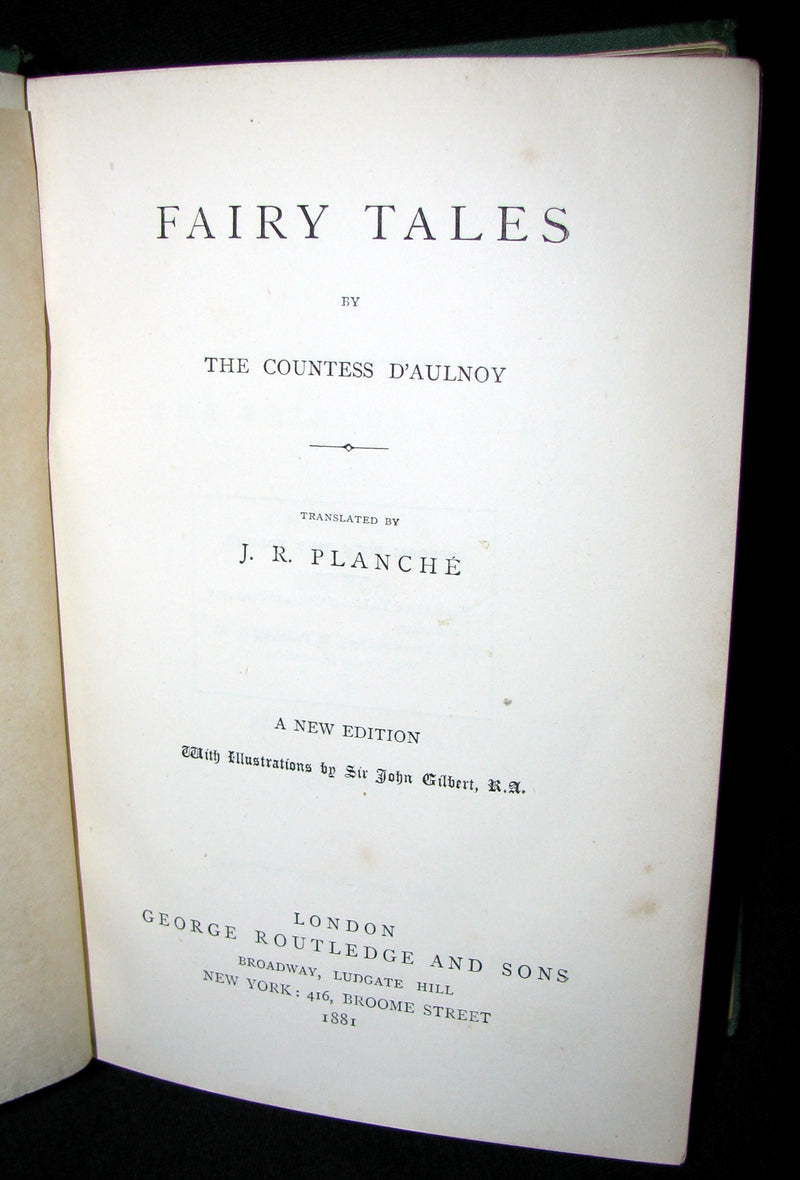 FAIRY TALES
BY
THE COUNTESS D'AULNOY
TRANSLATED BY
J. R. PLANCHÉ
A NEW EDITION
With Illustrations by Sir John Gilbert, R.A.
LONDON
GEORGE ROUTLEDGE AND SONS
BROADWAY, LUDGATE HILL
NEW YORK: 416, BROOME STREET
1881